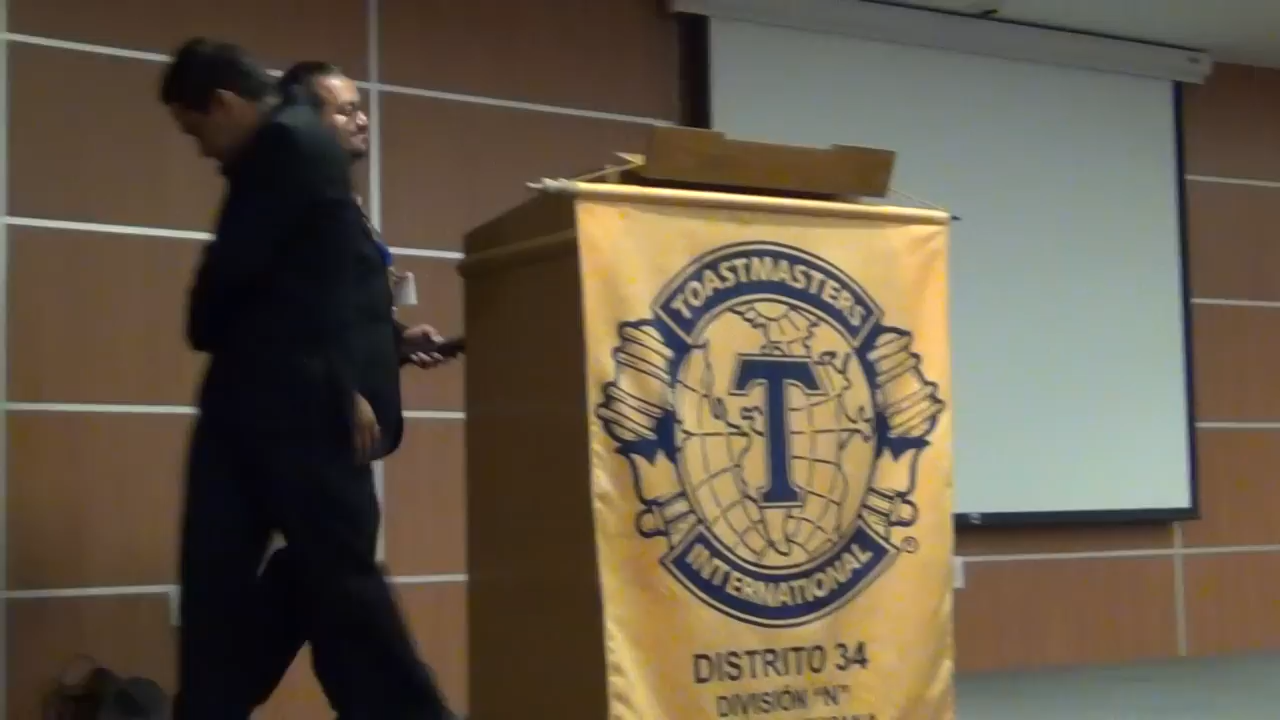 TOASTMASTERS
T
INTERNATIONAL
®
DISTRITO 34
DIVISIÓN "N"